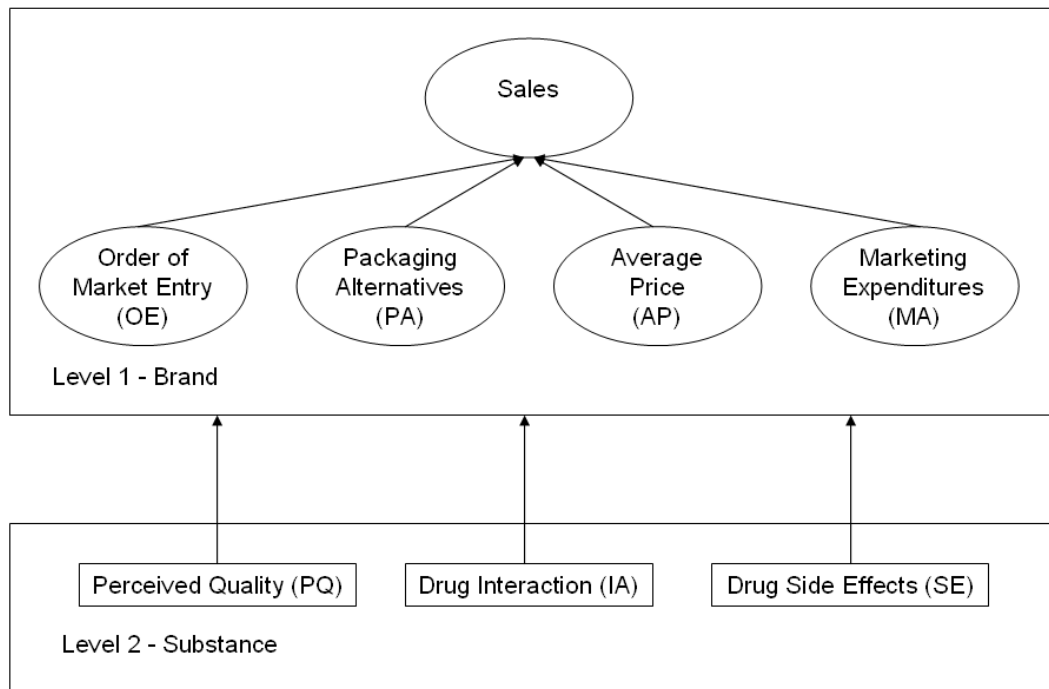 Sales
Order of
Market Entry
(OE)
Packaging
Alternatives
(PA)
Average
Price
(AP)
Marketing
Expenditures
(MA)
Level 1 - Brand
Perceived Quality (PQ)
Drug Interaction (IA)
Drug Side Effects (SE)
Level 2 - Substance